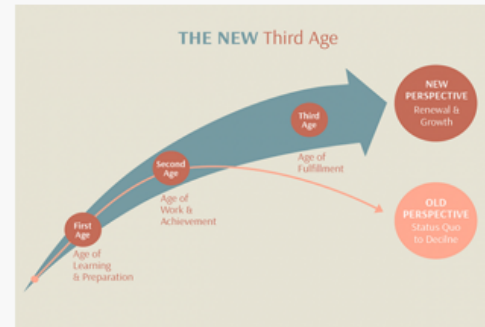 THE NEW Third Age
NEW
PERSPECTIVE
Renewal &
Growth
Third
Age
Age of
Fulfillment
Second
Age
Age of
Work &
Achievement
OLD
PERSPECTIVE
Status Quo
to Decline
First
Age
Age of
Learning
& Preparation